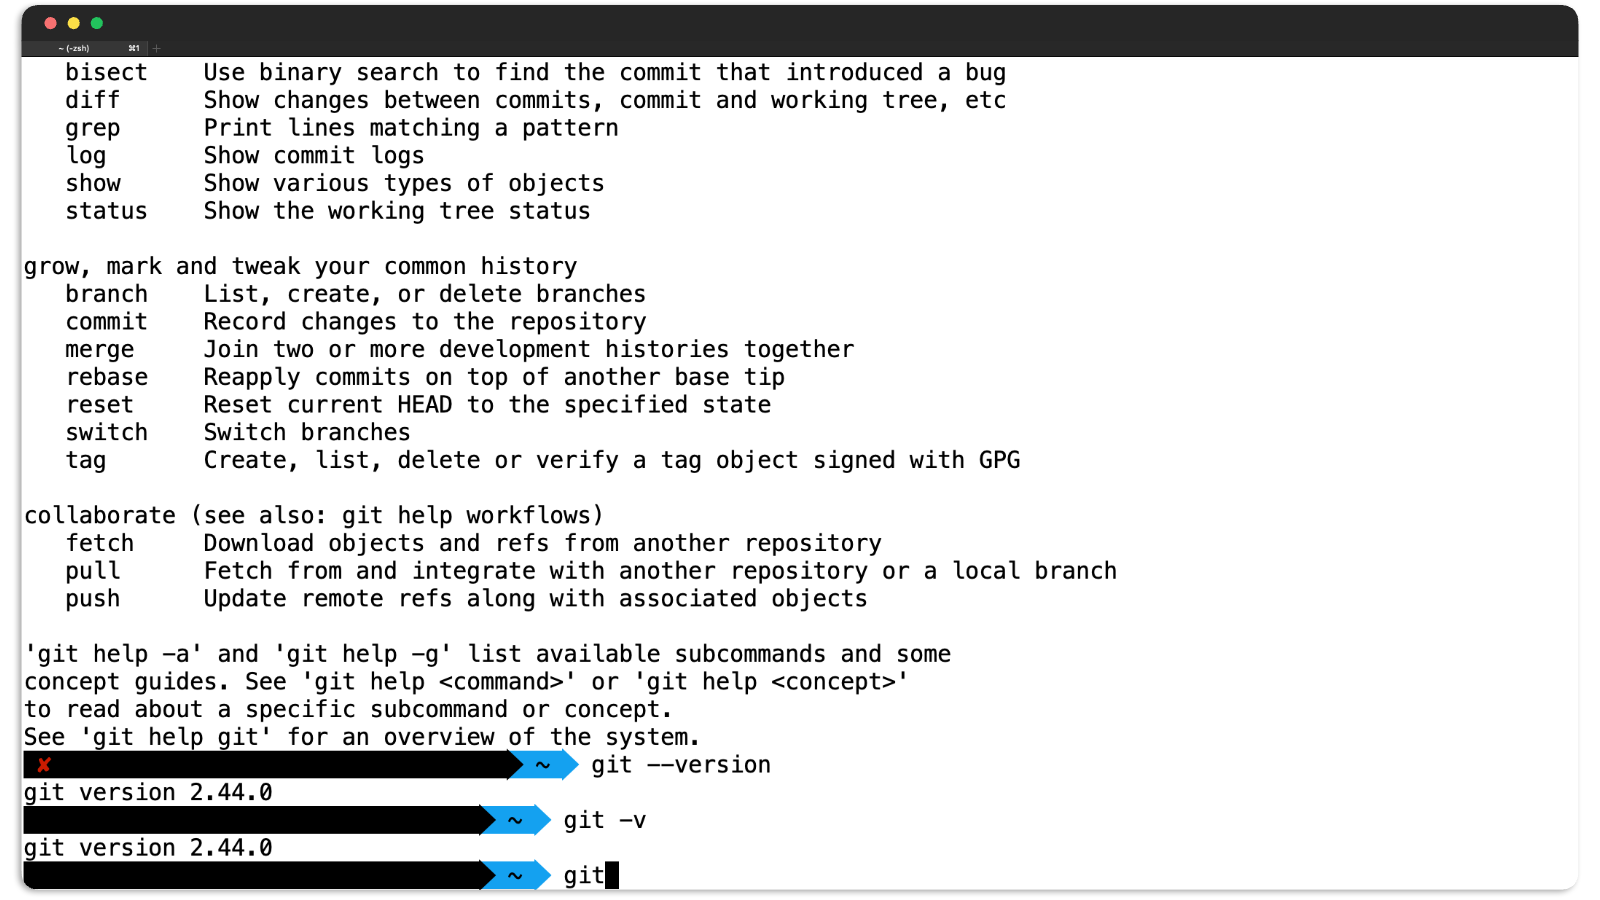 ~ (-zsh) ⌘1 +
bisect Use binary search to find the commit that introduced a bug
diff Show changes between commits, commit and working tree, etc
grep Print lines matching a pattern
log Show commit logs
show Show various types of objects
status Show the working tree status
grow, mark and tweak your common history
branch List, create, or delete branches
commit Record changes to the repository
merge Join two or more development histories together
rebase Reapply commits on top of another base tip
reset Reset current HEAD to the specified state
switch Switch branches
tag Create, list, delete or verify a tag object signed with GPG
collaborate (see also: git help workflows)
fetch Download objects and refs from another repository
pull Fetch from and integrate with another repository or a local branch
push Update remote refs along with associated objects
'git help -a' and 'git help -g' list available subcommands and some
concept guides. See 'git help <command>' or 'git help <concept>'
to read about a specific subcommand or concept.
See 'git help git' for an overview of the system.
✘ ~ git --version
git version 2.44.0
~ git -v
git version 2.44.0
~ git